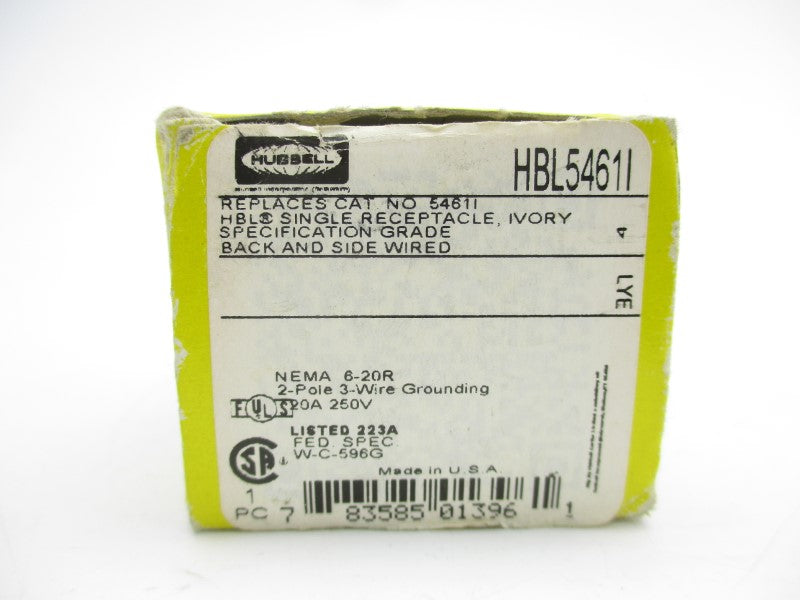 HUBBELL
HBL5461I
REPLACES CAT. NO. 5461I
HBL® SINGLE RECEPTACLE, IVORY
SPECIFICATION GRADE
BACK AND SIDE WIRED
4
LYE
NEMA 6-20R
2-Pole 3-Wire Grounding
20A 250V
F UL S
LISTED 223A
FED. SPEC.
W-C-596G
SA
Made in U.S.A.
1
PC 7 83585 01396 1